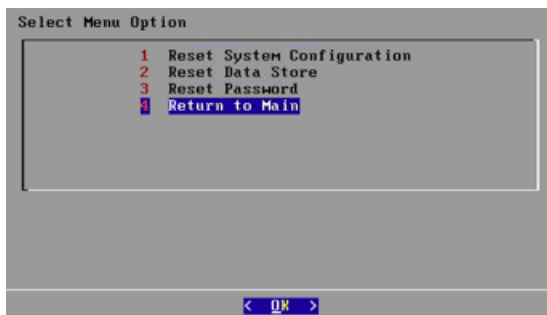 Select Menu Option
1 Reset System Configuration
2 Reset Data Store
3 Reset Password
4 Return to Main
< OK >